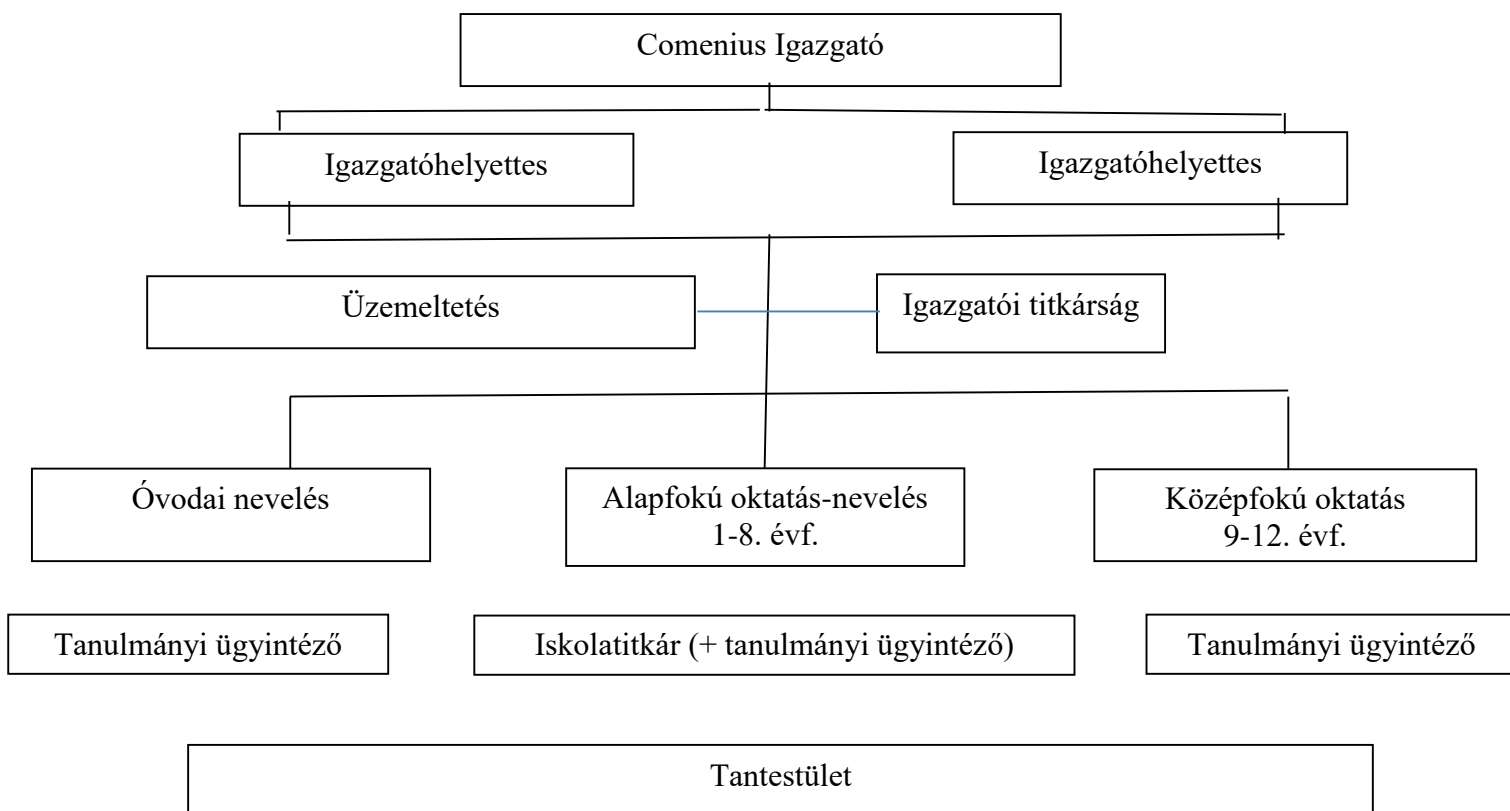 Comenius Igazgató
Igazgatóhelyettes
Igazgatóhelyettes
Üzemeltetés
Igazgatói titkárság
Óvodai nevelés
Alapfokú oktatás-nevelés
1-8. évf.
Középfokú oktatás
9-12. évf.
Tanulmányi ügyintéző
Iskolatitkár (+ tanulmányi ügyintéző)
Tanulmányi ügyintéző
Tantestület